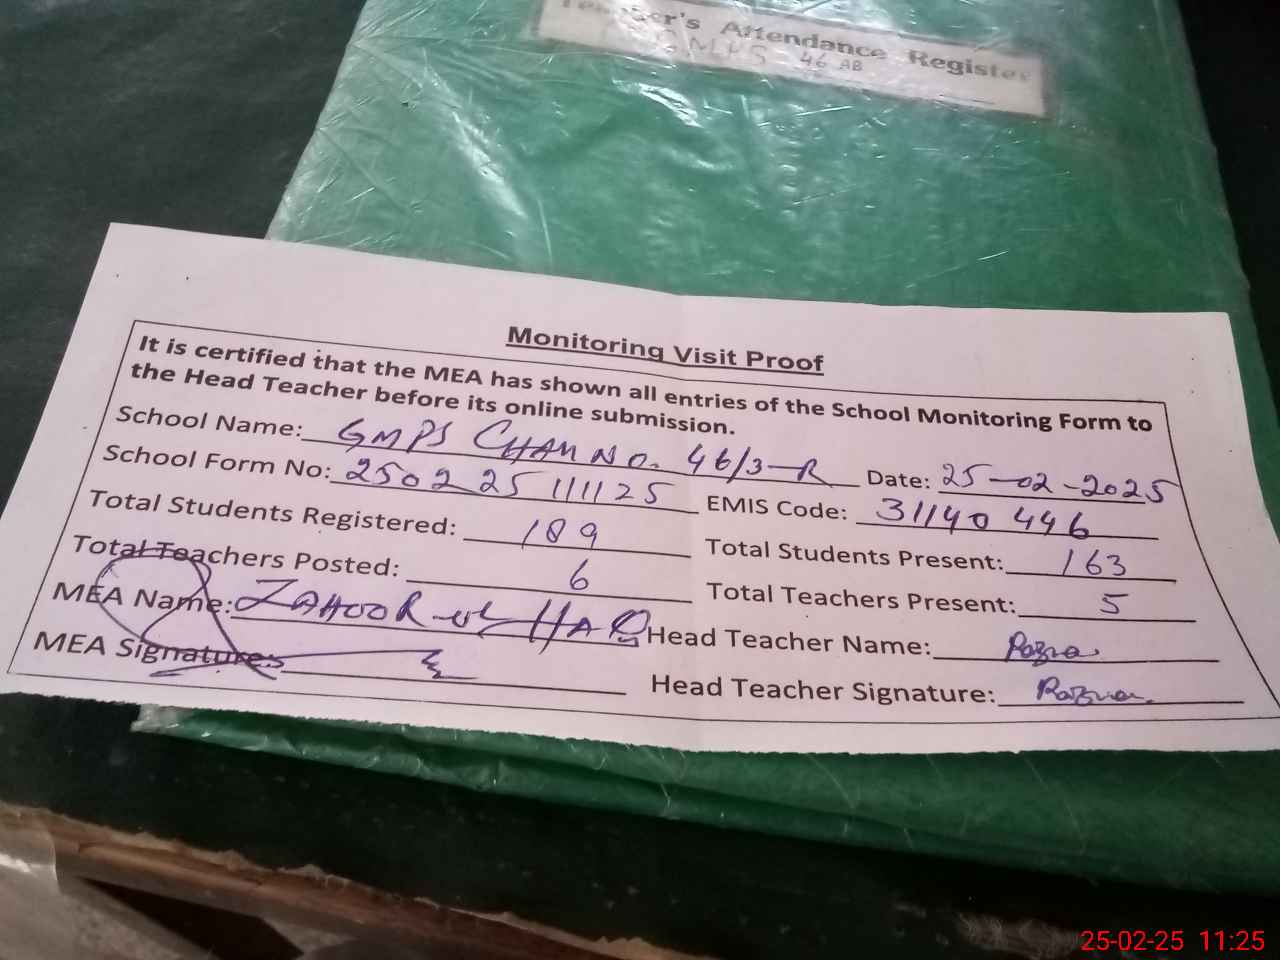 Teacher's Attendance Register
GMPS 46 AB
Monitoring Visit Proof
It is certified that the MEA has shown all entries of the School Monitoring Form to
the Head Teacher before its online submission.
School Name: GMPS CHAK NO. 46/3-R Date: 25-02-2025
School Form No: 250225111125 EMIS Code: 31140446
Total Students Registered: 189 Total Students Present: 163
Total Teachers Posted: 6 Total Teachers Present: 5
MEA Name: ZAHOOR-UL-HAQ Head Teacher Name: Razia
MEA Signature: Head Teacher Signature:
25-02-25 11:25